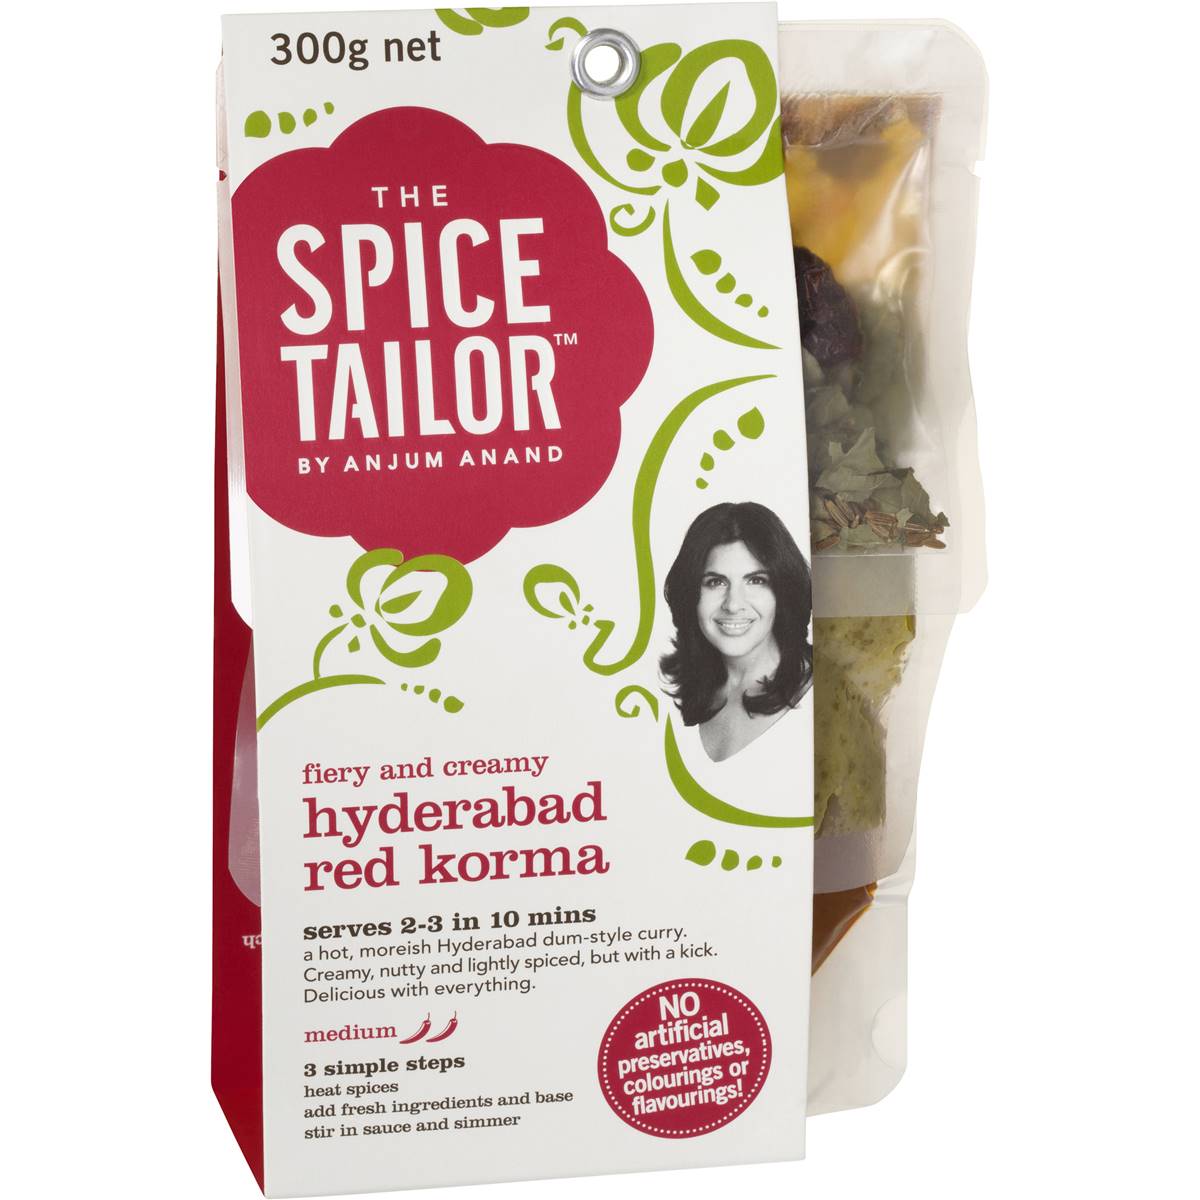 300g net
THE
SPICE
TAILOR™
BY ANJUM ANAND
fiery and creamy
hyderabad
red korma
serves 2-3 in 10 mins
a hot, moreish Hyderabad dum-style curry.
Creamy, nutty and lightly spiced, but with a kick.
Delicious with everything.
medium
3 simple steps
heat spices
add fresh ingredients and base
stir in sauce and simmer
NO
artificial
preservatives,
colourings or
flavourings!